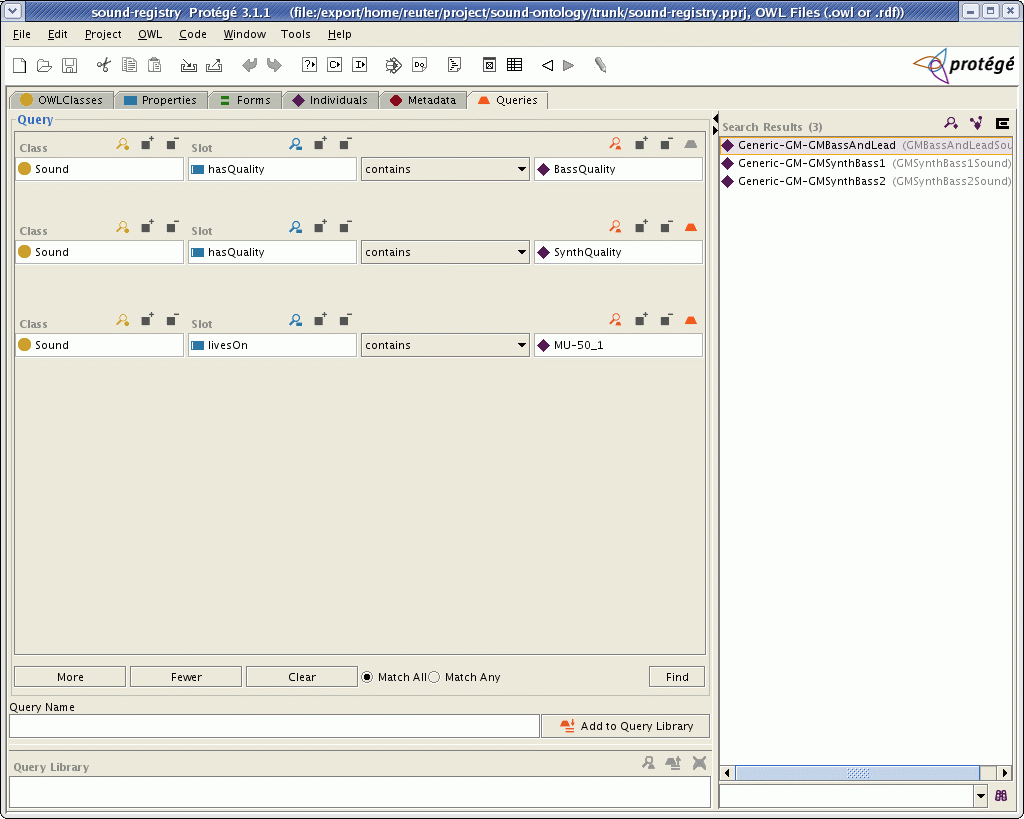 sound-registry Protégé 3.1.1 (file:/export/home/reuter/project/sound-ontology/trunk/sound-registry.pprj, OWL Files (.owl or .rdf))
File Edit Project OWL Code Window Tools Help
protégé
OWLClasses Properties Forms Individuals Metadata Queries
Query
Search Results (3)
Class Slot
Sound hasQuality contains BassQuality
Generic-GM-GMBassAndLead (GMBassAndLeadSou
Generic-GM-GMSynthBass1 (GMSynthBass1Sound)
Generic-GM-GMSynthBass2 (GMSynthBass2Sound)
Class Slot
Sound hasQuality contains SynthQuality
Class Slot
Sound livesOn contains MU-50_1
More Fewer Clear Match All Match Any Find
Query Name
Add to Query Library
Query Library